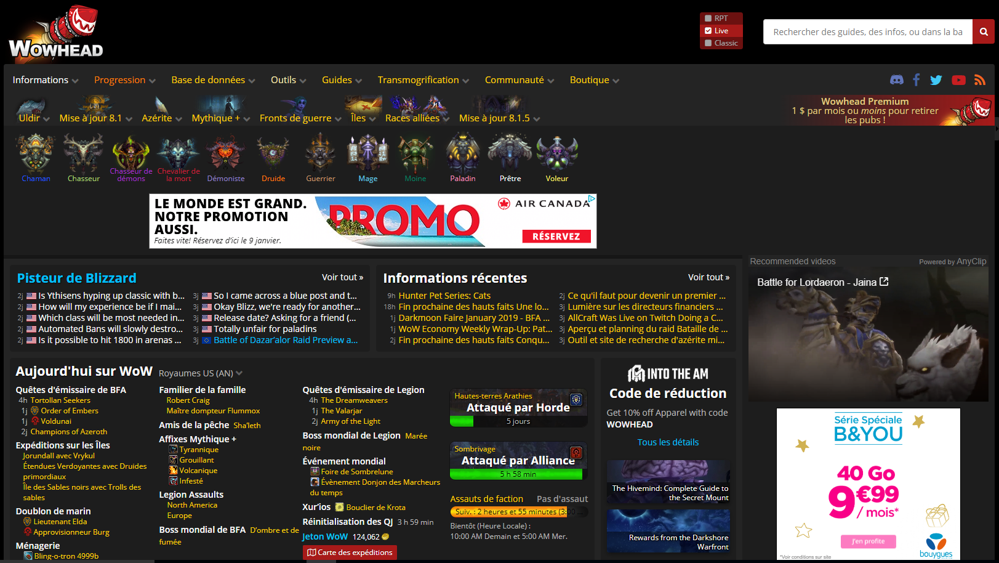 WOWHEAD
RPT
Live
Classic
Rechercher des guides, des infos, ou dans la ba
Informations
Progression
Base de données
Outils
Guides
Transmogrification
Communauté
Boutique
Uldir
Mise à jour 8.1
Azérite
Mythique +
Fronts de guerre
Îles
Races alliées
Mise à jour 8.1.5
Wowhead Premium
1 $ par mois ou moins pour retirer
les pubs !
Chaman
Chasseur
Chasseur de
démons
Chevalier de
la mort
Démoniste
Druide
Guerrier
Mage
Moine
Paladin
Prêtre
Voleur
LE MONDE EST GRAND.
NOTRE PROMOTION
AUSSI.
Faites vite! Réservez d'ici le 9 janvier.
PROMO
AIR CANADA
RÉSERVEZ
Pisteur de Blizzard
Voir tout »
2j Is Ythisens hyping up classic with b...
2j How will my experience be if I mai...
2j Which class will be most needed in...
2j Automated Bans will slowly destro...
2j Is it possible to hit 1800 in arenas ...
3j So I came across a blue post and t...
3j Okay Blizz, we're ready for another...
3j Release date? Asking for a friend (...
3j Totally unfair for paladins
3j Battle of Dazar'alor Raid Preview a...
Informations récentes
Voir tout »
9h Hunter Pet Series: Cats
18h Fin prochaine des hauts faits Une lo...
1j Darkmoon Faire January 2019 - BFA ...
1j WoW Economy Weekly Wrap-Up: Pat...
2j Fin prochaine des hauts faits Conqu...
2j Ce qu'il faut pour devenir un premier ...
3j Lumière sur les directeurs financiers ...
3j AllCraft Was Live on Twitch Doing a C...
3j Aperçu et planning du raid Bataille de ...
3j Outil et site de recherche d'azérite mi...
Recommended videos
Powered by AnyClip
Battle for Lordaeron - Jaina
Aujourd'hui sur WoW
Royaumes US (AN)
Quêtes d'émissaire de BFA
4h Tortollan Seekers
1j Order of Embers
1j Voldunai
2j Champions of Azeroth
Expéditions sur les Îles
Jorundall avec Vrykul
Étendues Verdoyantes avec Druides
primordiaux
Île des Sables noirs avec Trolls des
sables
Doublon de marin
Lieutenant Elda
Approvisionneur Burg
Ménagerie
Bling-o-tron 4999b
Familier de la famille
Robert Craig
Maître dompteur Flummox
Amis de la pêche Sha'leth
Affixes Mythique +
Tyrannique
Grouillant
Volcanique
Infesté
Legion Assaults
North America
Europe
Boss mondial de BFA D'ombre et de
fumée
Quêtes d'émissaire de Legion
4h The Dreamweavers
1j The Valarjar
2j Army of the Light
Boss mondial de Legion Marée
noire
Événement mondial
Foire de Sombrelune
Évènement Donjon des Marcheurs
du temps
Xur'ios Bouclier de Krota
Réinitialisation des QJ 3 h 59 min
Jeton WoW 124,062
Carte des expéditions
Hautes-terres Arathies
Attaqué par Horde
5 jours
Sombrivage
Attaqué par Alliance
5 h 58 min
Assauts de faction
Pas d'assaut
Suiv. : 2 heures et 55 minutes (3:00 ...
Bientôt (Heure Locale) :
10:00 AM Demain et 5:00 AM Mer.
INTO THE AM
Code de réduction
Get 10% off Apparel with code
WOWHEAD
Tous les détails
The Hivemind: Complete Guide to
the Secret Mount
Rewards from the Darkshore
Warfront
Série Spéciale
B&YOU
40 Go
9€99
/ mois*
J'en profite
*Voir conditions sur site
bouygues